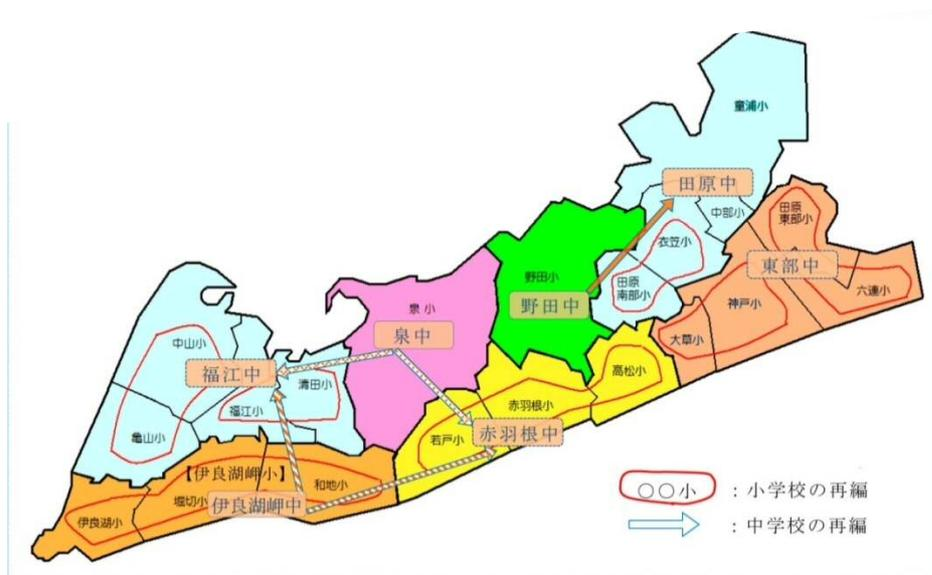 童浦小
田原中
中部小
田原
東部小
衣笠小
東部中
野田小
田原
南部小
六連小
野田中
神戸小
泉小
大草小
泉中
中山小
高松小
福江中
清田小
赤羽根小
福江小
亀山小
若戸小
赤羽根中
【伊良湖岬小】
和地小
堀切小
伊良湖岬中
伊良湖小
○○小 :小学校の再編
:中学校の再編